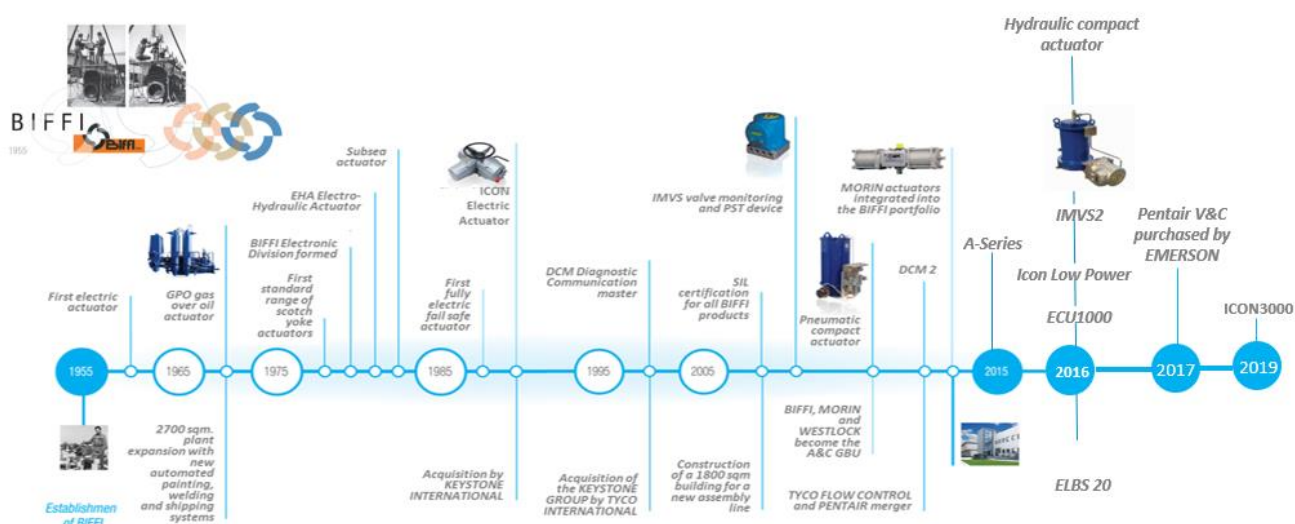 BIFFI
BIFFI
1955
First electric
actuator
GPO gas
over oil
actuator
First
standard
range of
scotch
yoke
actuators
BIFFI Electronic
Division formed
EHA Electro-
Hydraulic Actuator
Subsea
actuator
First
fully
electric
fail safe
actuator
ICON
Electric
Actuator
DCM Diagnostic
Communication
master
SIL
certification
for all BIFFI
products
IMVS valve monitoring
and PST device
Pneumatic
compact
actuator
MORIN actuators
integrated into
the BIFFI portfolio
DCM 2
A-Series
Hydraulic compact
actuator
IMVS2
Icon Low Power
ECU1000
Pentair V&C
purchased by
EMERSON
ICON3000
1955
1965
1975
1985
1995
2005
2015
2016
2017
2019
Establishmen
of BIFFI
2700 sqm.
plant
expansion with
new
automated
painting,
welding
and shipping
systems
Acquisition by
KEYSTONE
INTERNATIONAL
Acquisition of
the KEYSTONE
GROUP by TYCO
INTERNATIONAL
Construction
of a 1800 sqm
building for a
new assembly
line
BIFFI, MORIN
and
WESTLOCK
become the
A&C GBU
TYCO FLOW CONTROL
and PENTAIR merger
ELBS 20